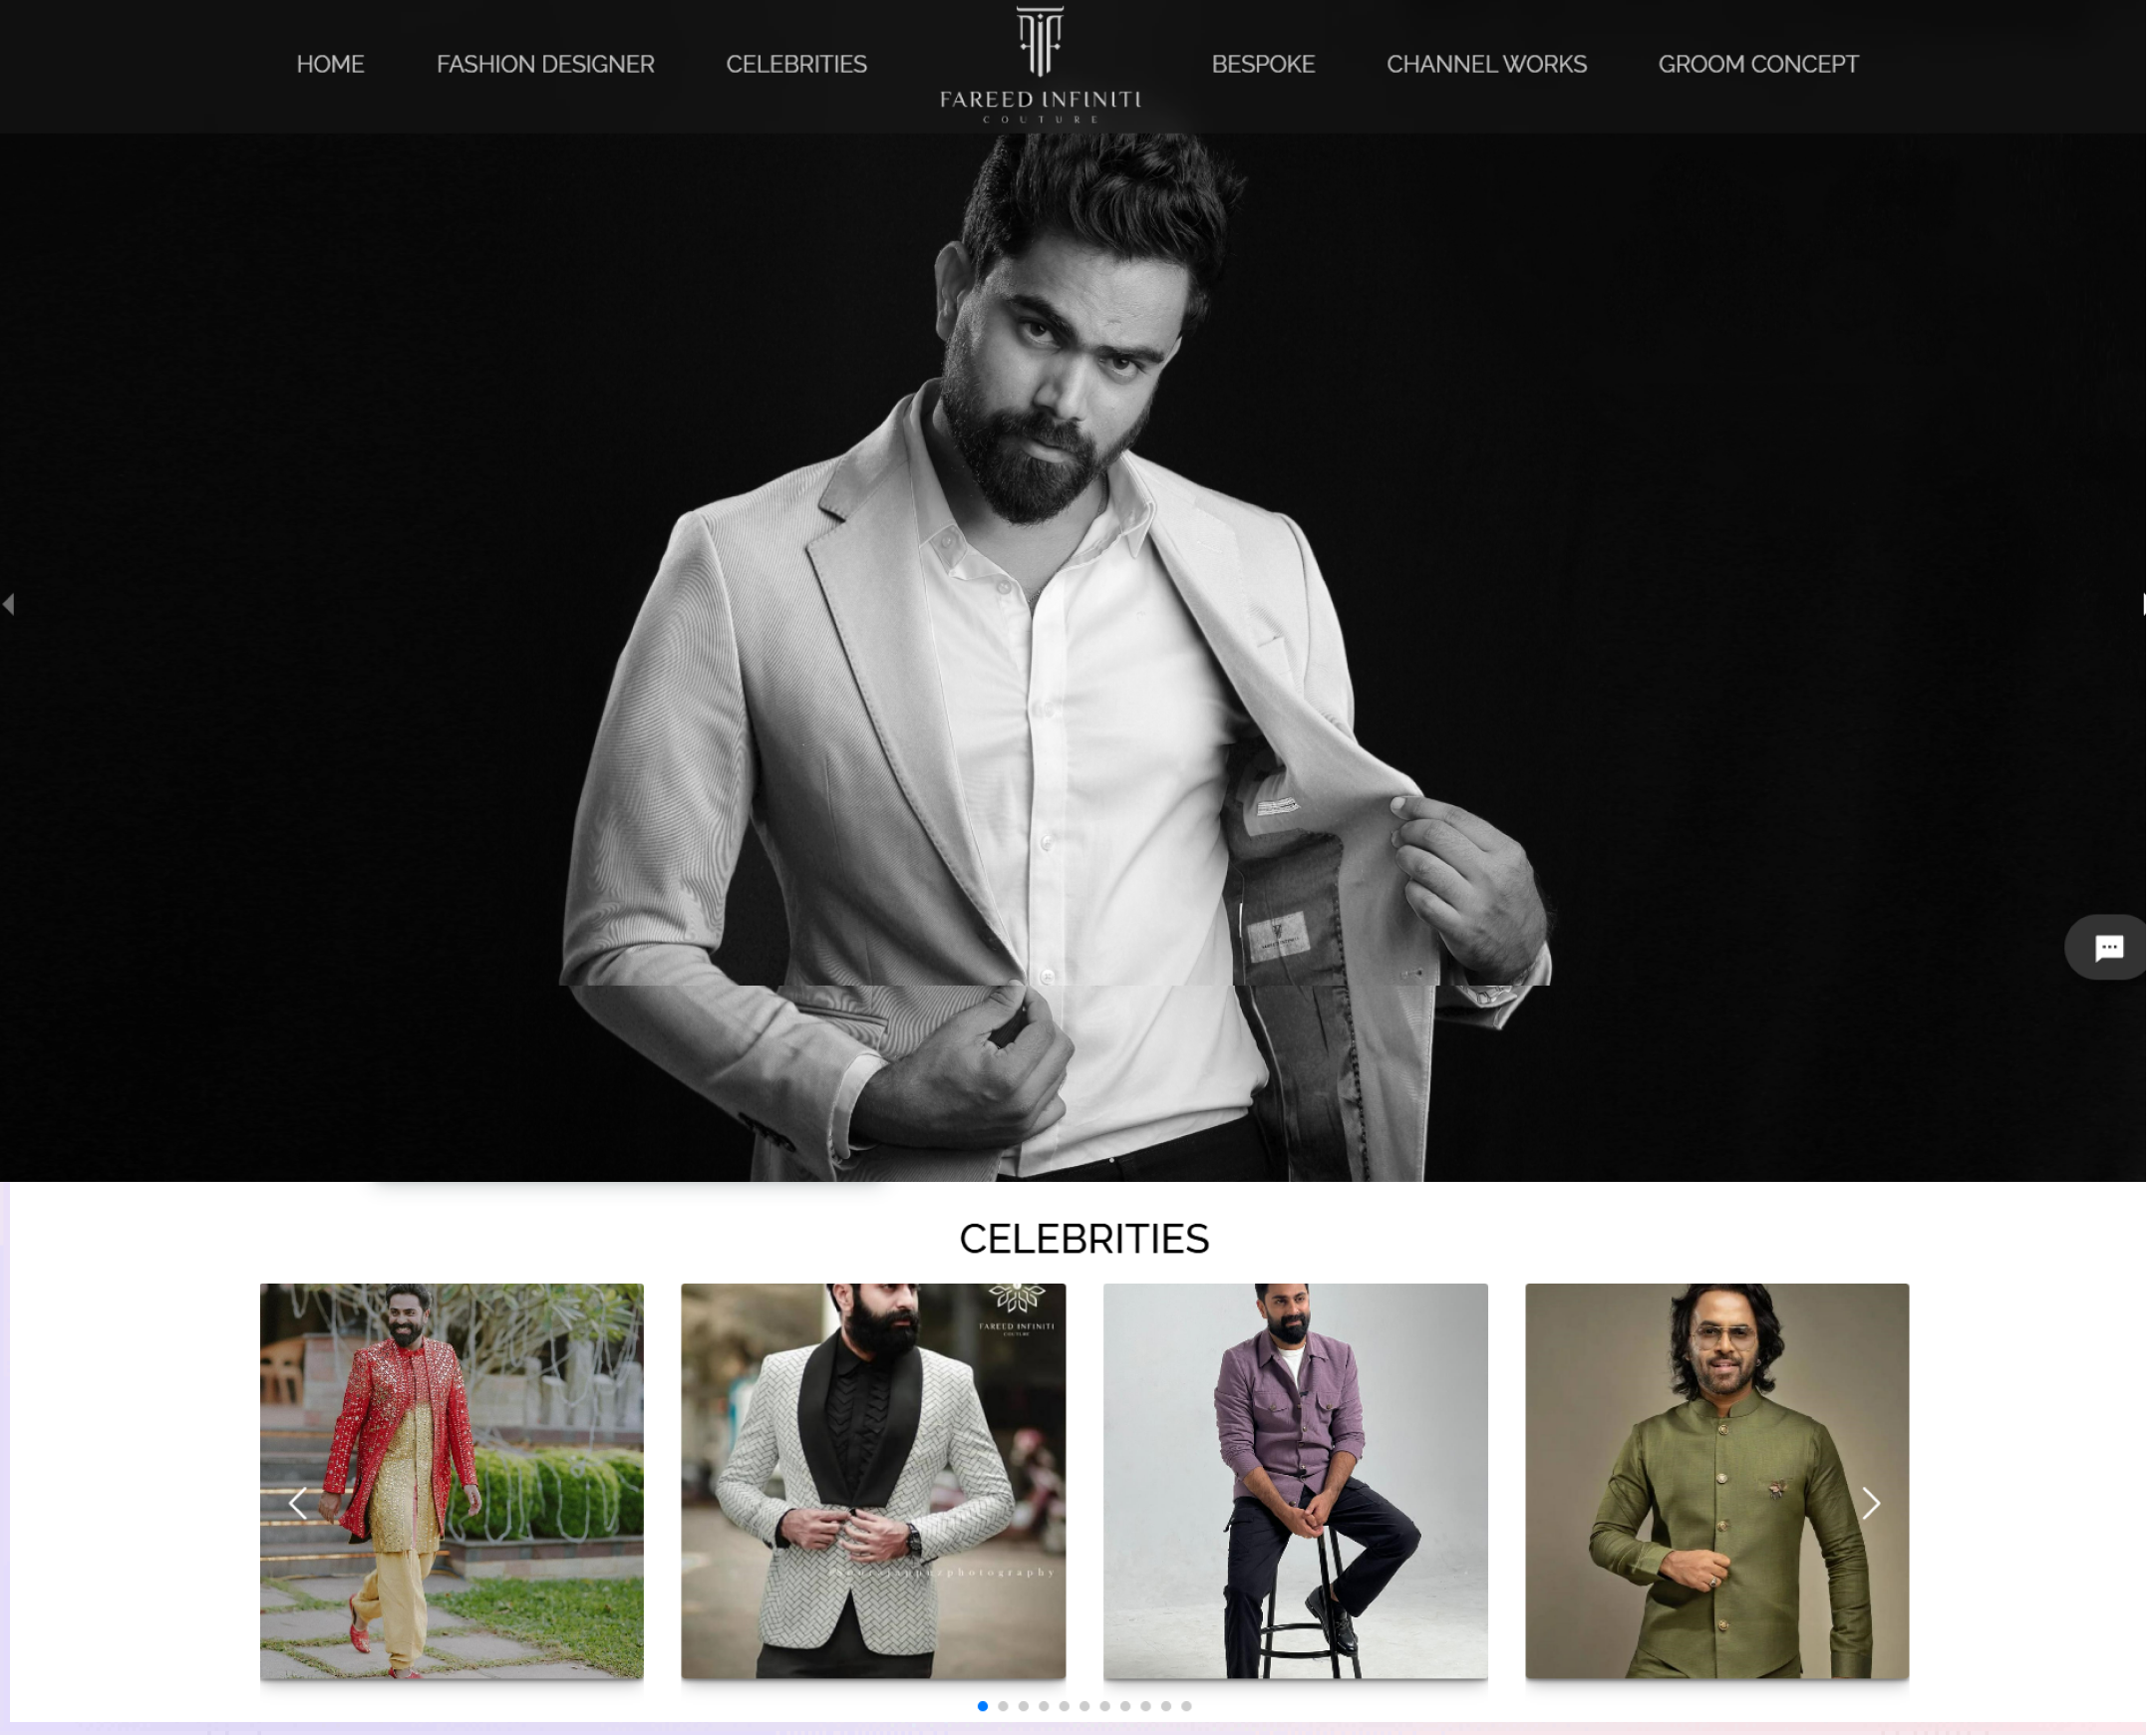 HOME
FASHION DESIGNER
CELEBRITIES
FAREED INFINITI
COUTURE
BESPOKE
CHANNEL WORKS
GROOM CONCEPT
CELEBRITIES
FAREED INFINITI
COUTURE